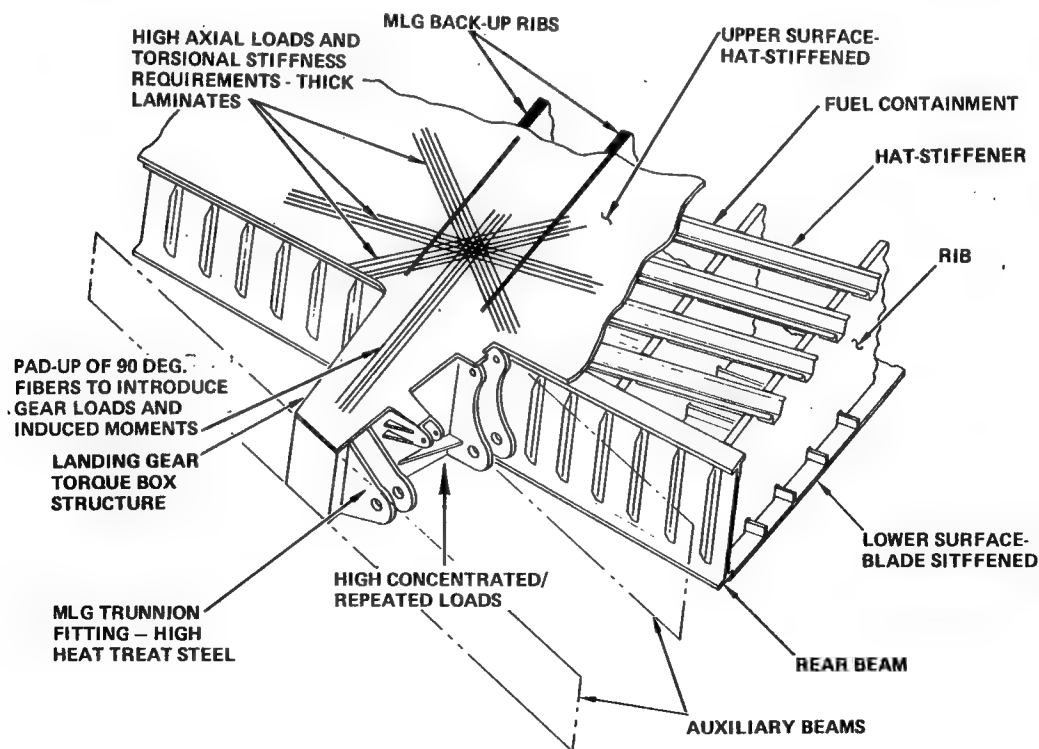 MLG BACK-UP RIBS
HIGH AXIAL LOADS AND
TORSIONAL STIFFNESS
REQUIREMENTS - THICK
LAMINATES
UPPER SURFACE-
HAT-STIFFENED
FUEL CONTAINMENT
HAT-STIFFENER
RIB
PAD-UP OF 90 DEG.
FIBERS TO INTRODUCE
GEAR LOADS AND
INDUCED MOMENTS
LANDING GEAR
TORQUE BOX
STRUCTURE
MLG TRUNNION
FITTING – HIGH
HEAT TREAT STEEL
HIGH CONCENTRATED/
REPEATED LOADS
LOWER SURFACE-
BLADE SITFFENED
REAR BEAM
AUXILIARY BEAMS